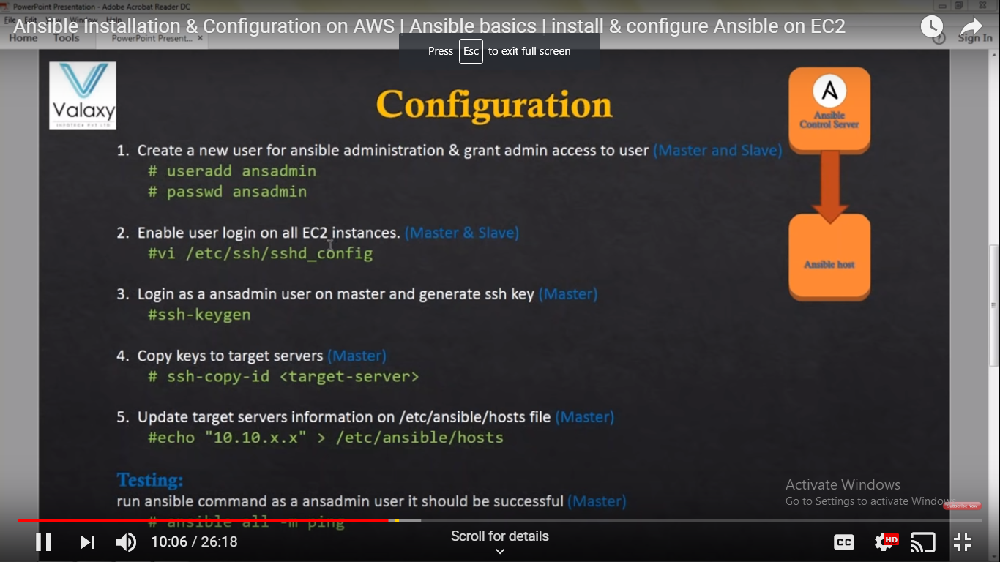 PowerPoint Presentation - Adobe Acrobat Reader DC
File Edit View Window Help
Ansible Installation & Configuration on AWS | Ansible basics | install & configure Ansible on EC2
Home Tools PowerPoint Present... × Sign In
Press Esc to exit full screen
Valaxy
INFOTECH PVT LTD
Configuration
Ansible
Control Server
1. Create a new user for ansible administration & grant admin access to user (Master and Slave)
# useradd ansadmin
# passwd ansadmin
2. Enable user login on all EC2 instances. (Master & Slave)
#vi /etc/ssh/sshd_config
Ansible host
3. Login as a ansadmin user on master and generate ssh key (Master)
#ssh-keygen
4. Copy keys to target servers (Master)
# ssh-copy-id <target-server>
5. Update target servers information on /etc/ansible/hosts file (Master)
#echo "10.10.x.x" > /etc/ansible/hosts
Testing:
run ansible command as a ansadmin user it should be successful (Master)
# ansible all -m ping
Activate Windows
Go to Settings to activate Windows.
Subscribe Now
10:06 / 26:18
Scroll for details
CC
HD